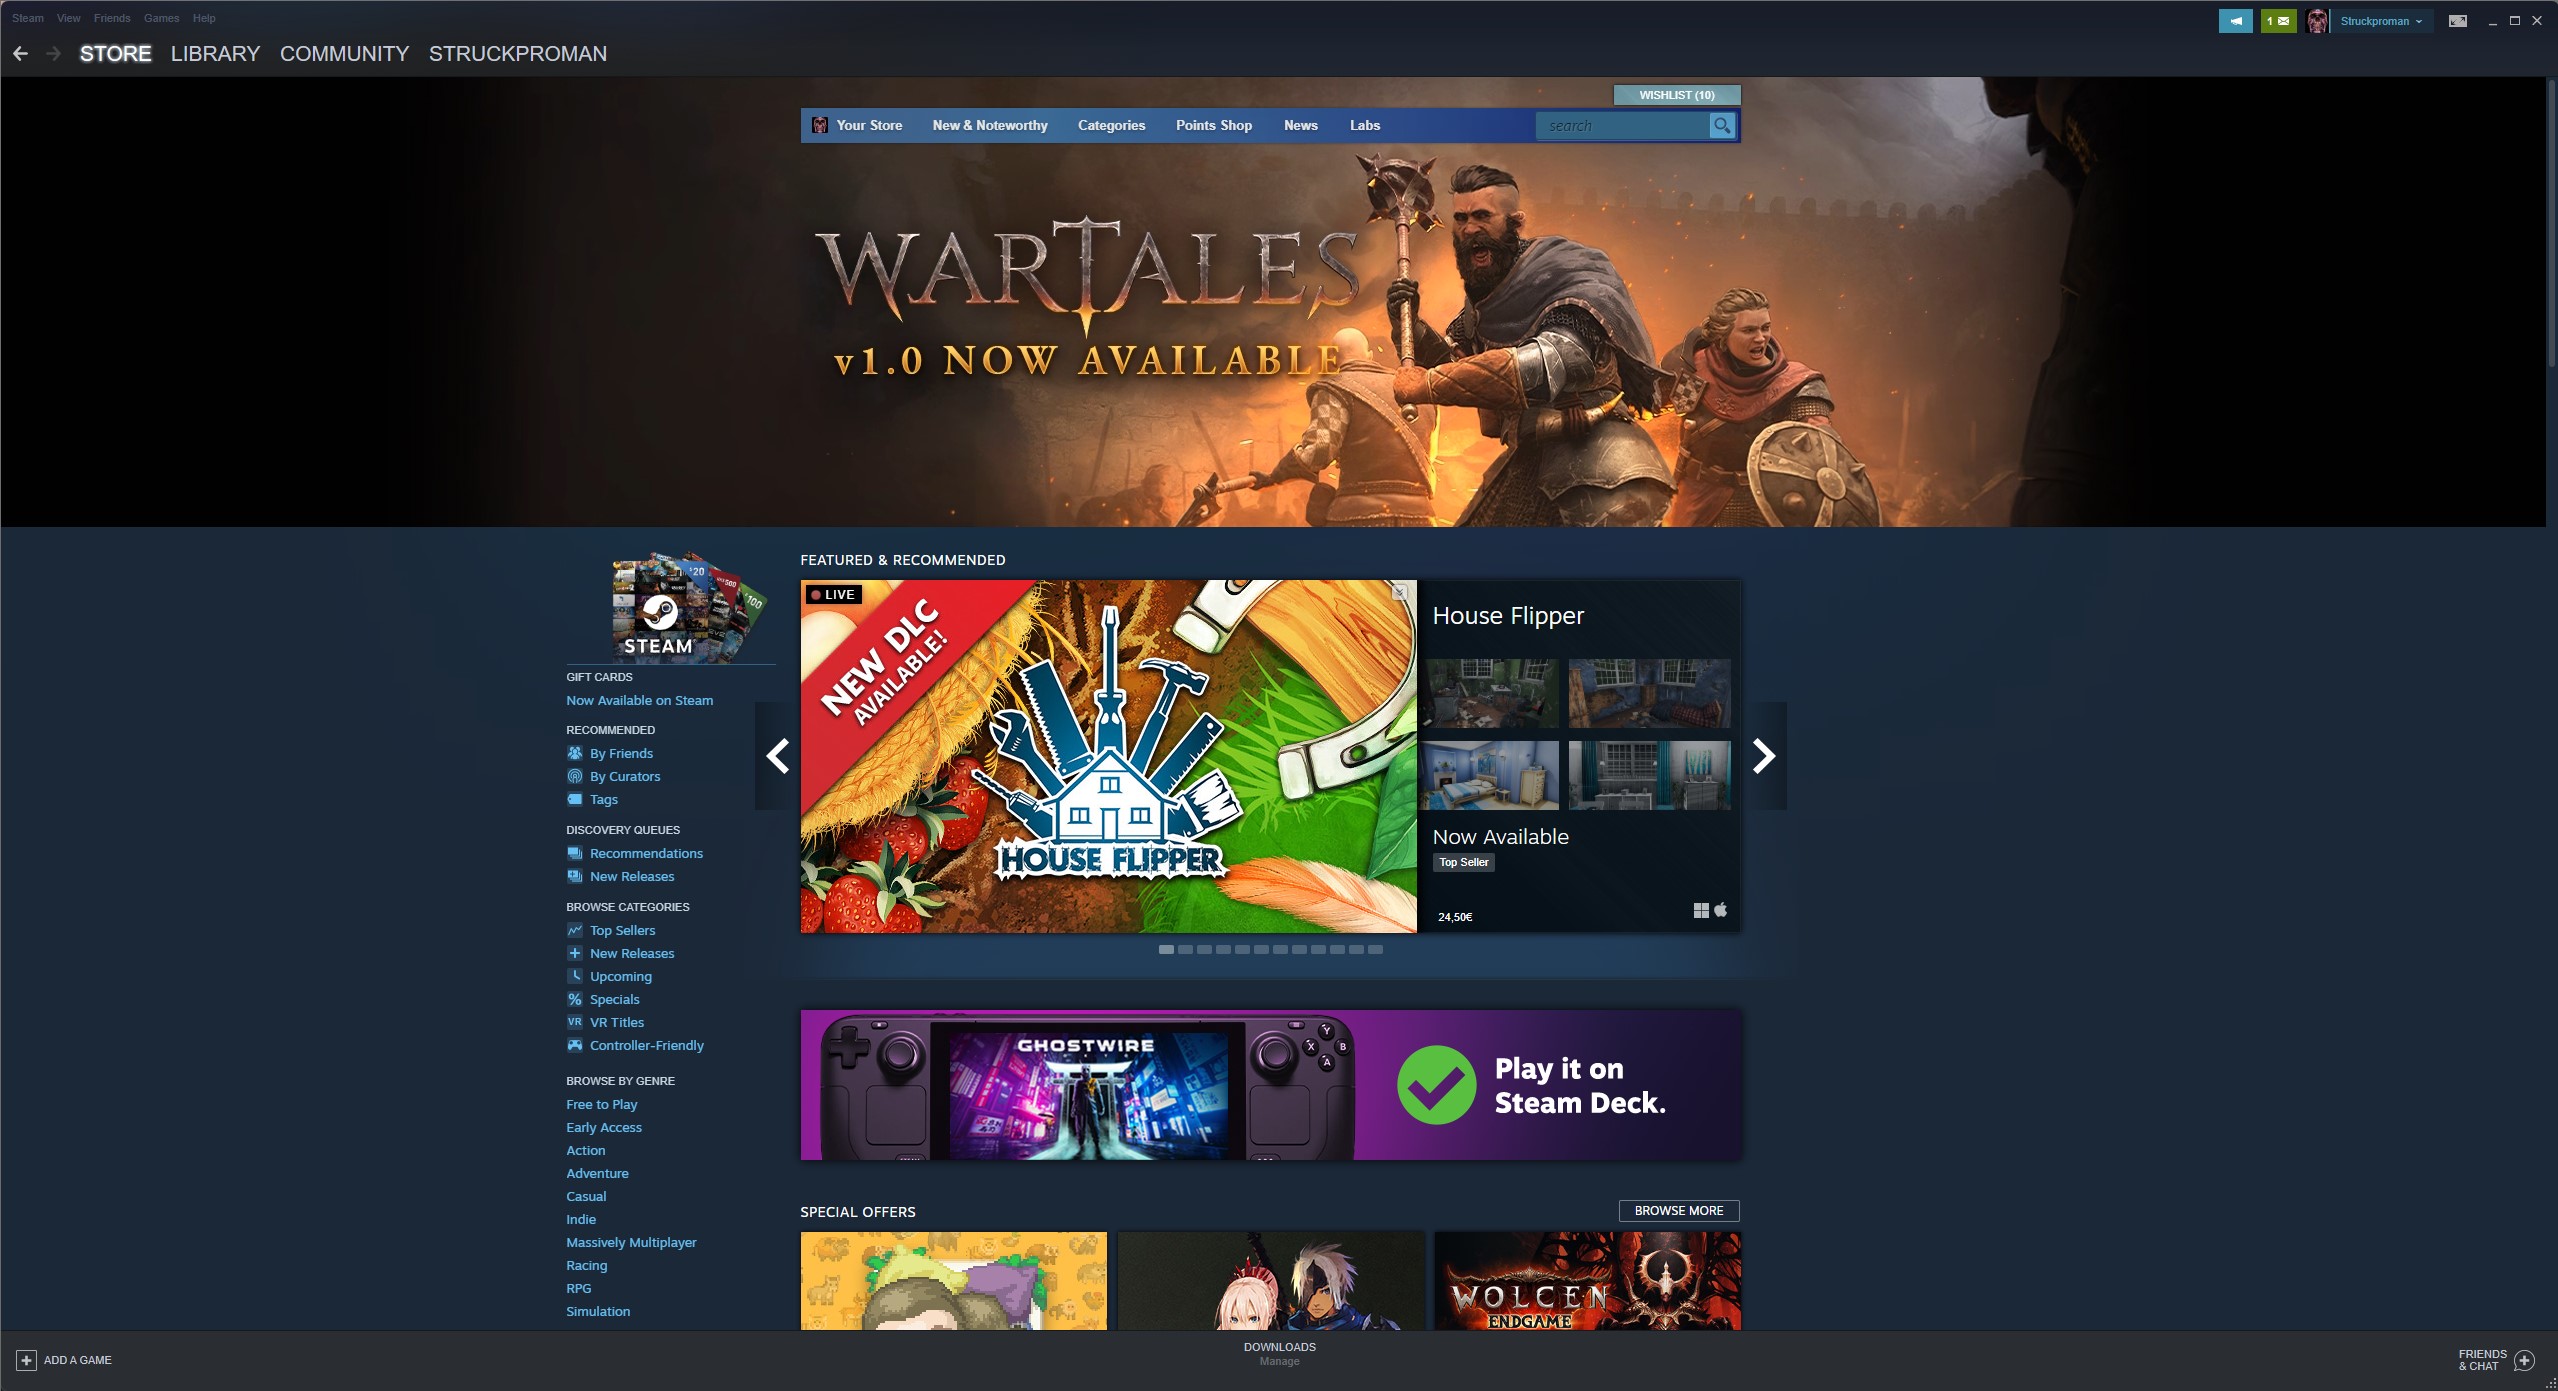 Steam View Friends Games Help
1
Struckproman
STORE LIBRARY COMMUNITY STRUCKPROMAN
WISHLIST (10)
Your Store New & Noteworthy Categories Points Shop News Labs
search
WARTALES
v1.0 NOW AVAILABLE
$20
$100
STEAM
GIFT CARDS
Now Available on Steam
RECOMMENDED
By Friends
By Curators
Tags
DISCOVERY QUEUES
Recommendations
New Releases
BROWSE CATEGORIES
Top Sellers
New Releases
Upcoming
Specials
VR VR Titles
Controller-Friendly
BROWSE BY GENRE
Free to Play
Early Access
Action
Adventure
Casual
Indie
Massively Multiplayer
Racing
RPG
Simulation
FEATURED & RECOMMENDED
LIVE
NEW DLC
AVAILABLE!
HOUSE FLIPPER
House Flipper
Now Available
Top Seller
24,50€
GHOSTWIRE
Y
X B
A
Play it on
Steam Deck.
SPECIAL OFFERS
BROWSE MORE
WOLCEN
ENDGAME
ADD A GAME
DOWNLOADS
Manage
FRIENDS
& CHAT